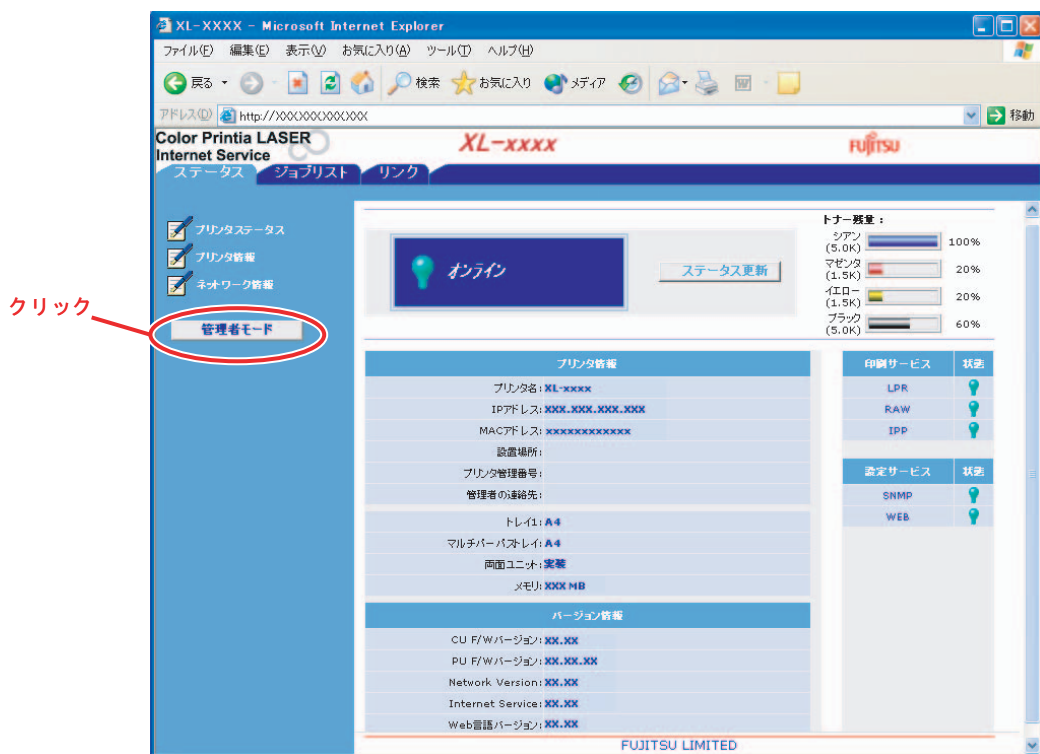 XL-XXXX - Microsoft Internet Explorer
ファイル(F) 編集(E) 表示(V) お気に入り(A) ツール(T) ヘルプ(H)
戻る 検索 お気に入り メディア
アドレス(D) http://XXX.XXX.XXX.XXX 移動
Color Printia LASER
Internet Service
XL-xxxx
FUJITSU
ステータス ジョブリスト リンク
プリンタステータス
プリンタ情報
ネットワーク情報
クリック
管理者モード
オンライン
ステータス更新
トナー残量：
シアン
(5.0K) 100%
マゼンタ
(1.5K) 20%
イエロー
(1.5K) 20%
ブラック
(5.0K) 60%
プリンタ情報
プリンタ名:XL-xxxx
IPアドレス:XXX.XXX.XXX.XXX
MACアドレス:xxxxxxxxxxxx
設置場所:
プリンタ管理番号:
管理者の連絡先:
トレイ1:A4
マルチパーパストレイ:A4
両面ユニット:実装
メモリ:XXX MB
バージョン情報
CU F/Wバージョン:XX.XX
PU F/Wバージョン:XX.XX.XX
Network Version:XX.XX
Internet Service:XX.XX
Web言語バージョン:XX.XX
印刷サービス 状態
LPR
RAW
IPP
設定サービス 状態
SNMP
WEB
FUJITSU LIMITED